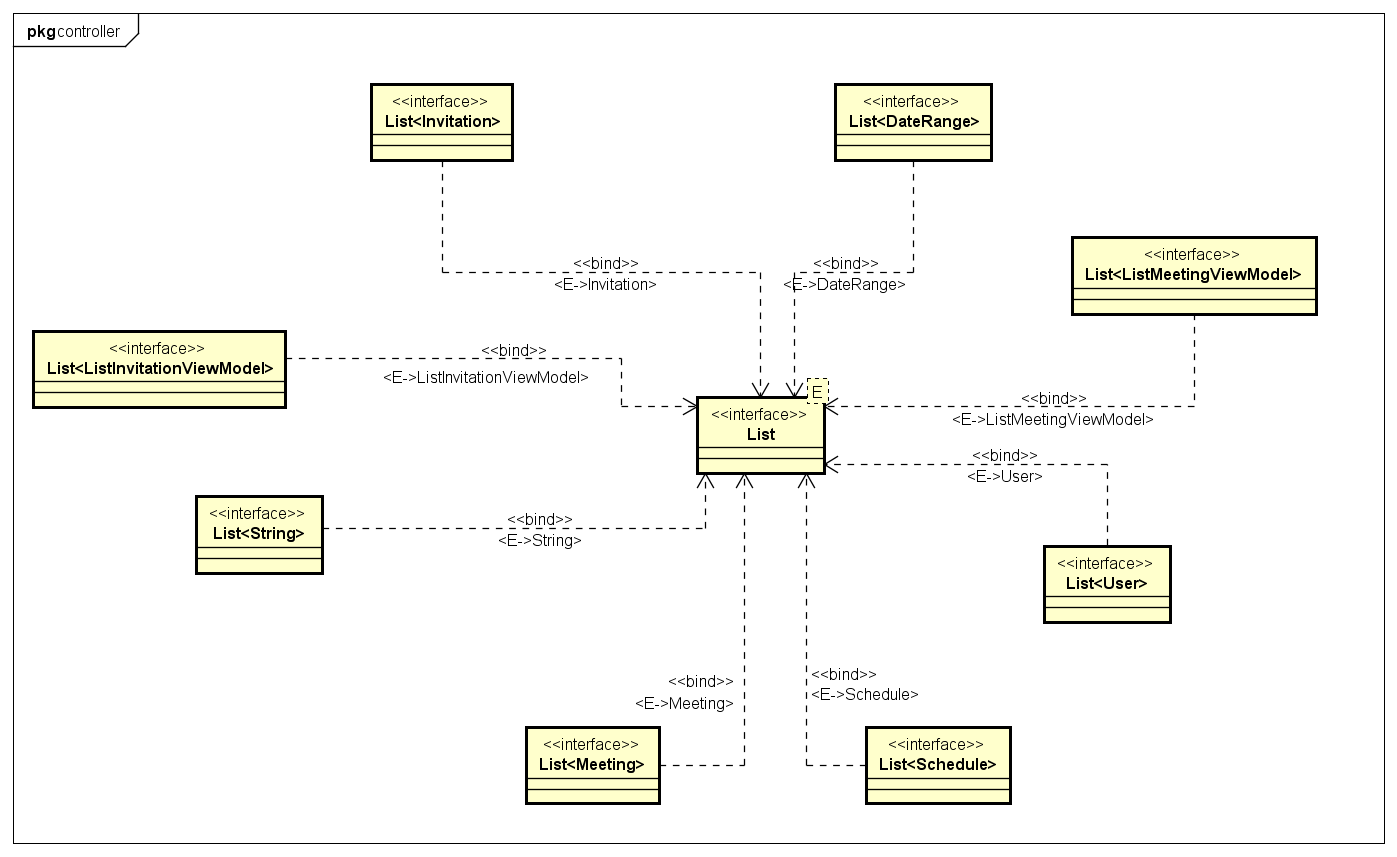 pkg controller
<<interface>>
List<Invitation>
<<interface>>
List<DateRange>
<<interface>>
List<ListMeetingViewModel>
<<bind>>
<E->Invitation>
<<bind>>
<E->DateRange>
<<interface>>
List<ListInvitationViewModel>
<<bind>>
<E->ListInvitationViewModel>
E
<<interface>>
List
<<bind>>
<E->ListMeetingViewModel>
<<bind>>
<E->User>
<<interface>>
List<String>
<<bind>>
<E->String>
<<interface>>
List<User>
<<bind>>
<E->Meeting>
<<bind>>
<E->Schedule>
<<interface>>
List<Meeting>
<<interface>>
List<Schedule>